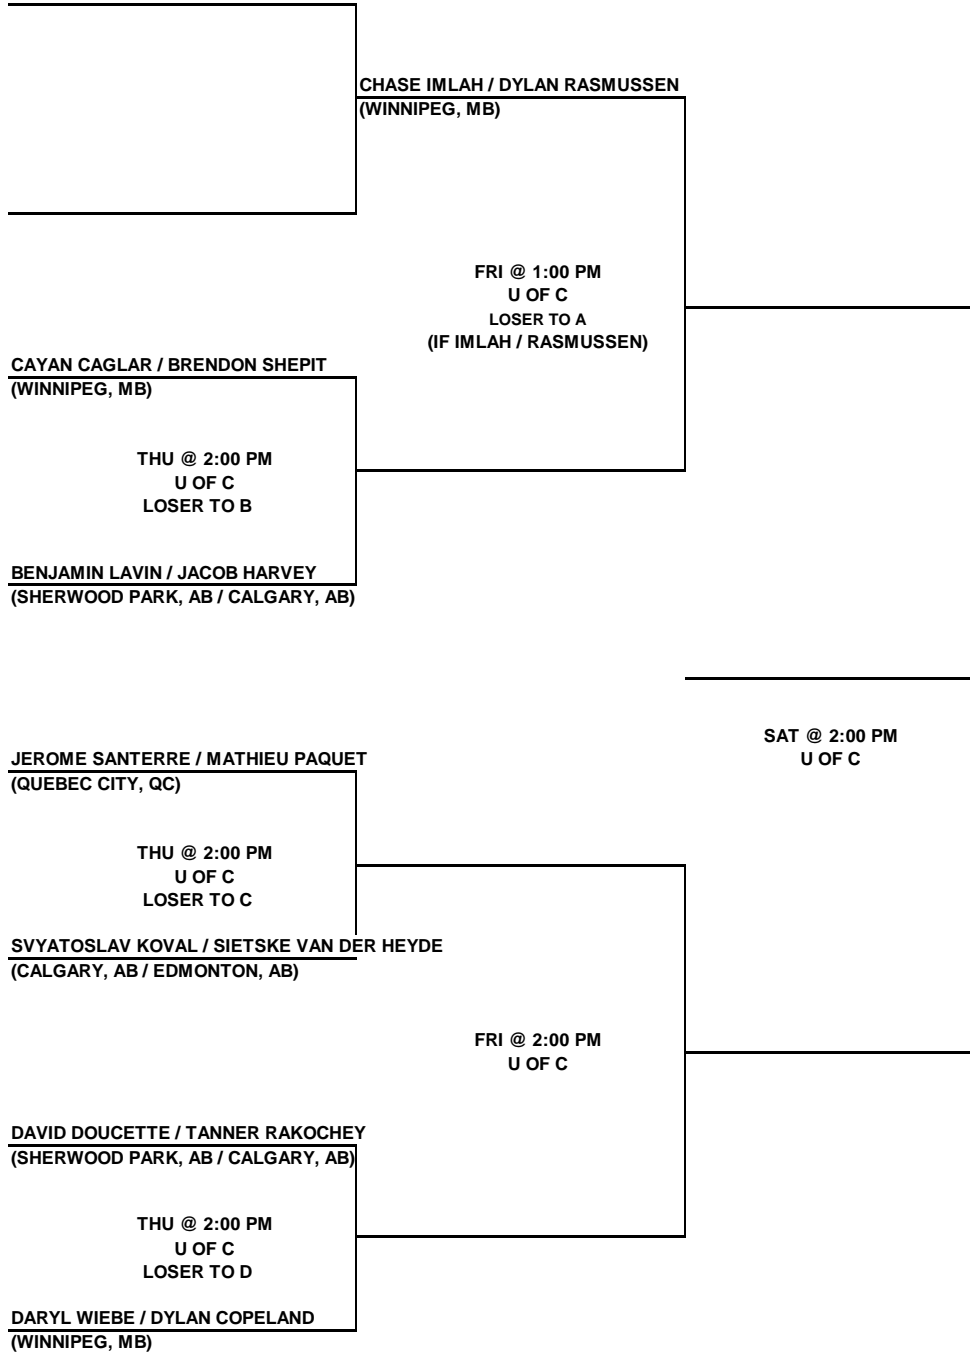 CHASE IMLAH / DYLAN RASMUSSEN
(WINNIPEG, MB)
FRI @ 1:00 PM
U OF C
LOSER TO A
(IF IMLAH / RASMUSSEN)
CAYAN CAGLAR / BRENDON SHEPIT
(WINNIPEG, MB)
THU @ 2:00 PM
U OF C
LOSER TO B
BENJAMIN LAVIN / JACOB HARVEY
(SHERWOOD PARK, AB / CALGARY, AB)
SAT @ 2:00 PM
U OF C
JEROME SANTERRE / MATHIEU PAQUET
(QUEBEC CITY, QC)
THU @ 2:00 PM
U OF C
LOSER TO C
SVYATOSLAV KOVAL / SIETSKE VAN DER HEYDE
(CALGARY, AB / EDMONTON, AB)
FRI @ 2:00 PM
U OF C
DAVID DOUCETTE / TANNER RAKOCHEY
(SHERWOOD PARK, AB / CALGARY, AB)
THU @ 2:00 PM
U OF C
LOSER TO D
DARYL WIEBE / DYLAN COPELAND
(WINNIPEG, MB)